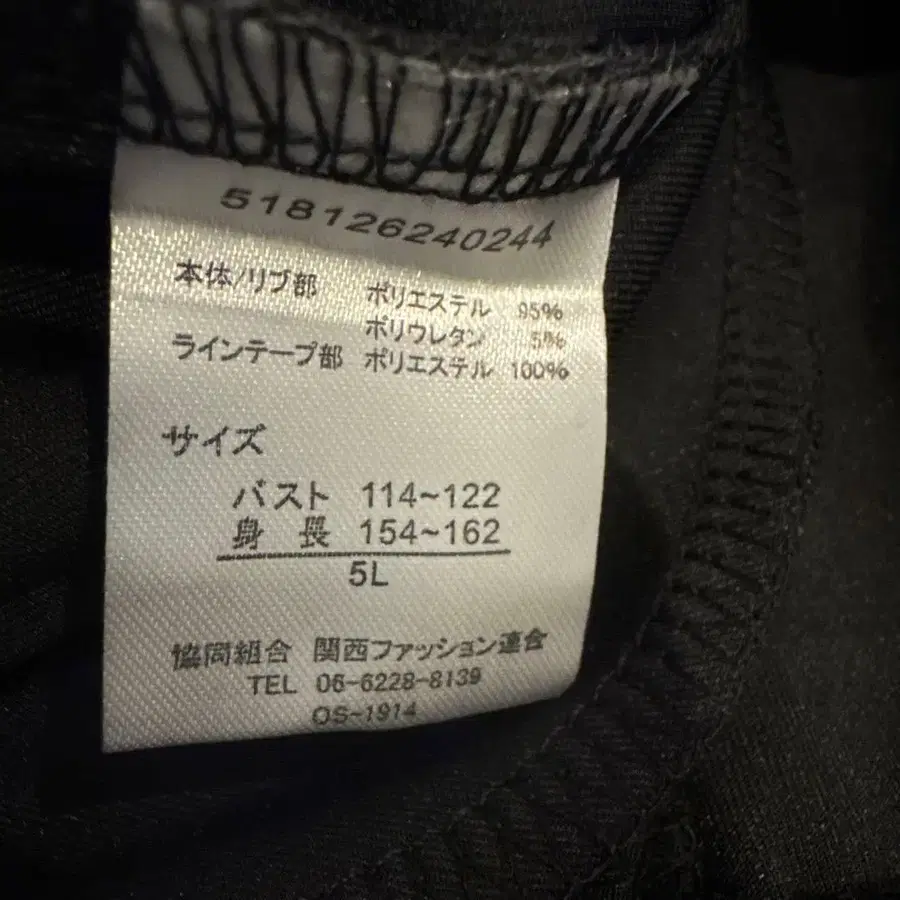 518126240244
本体/リブ部 ポリエステル 95%
ポリウレタン 5%
ラインテープ部 ポリエステル 100%
サイズ
バスト 114~122
身長 154~162
5L
協同組合 関西ファッション連合
TEL 06-6228-8139
OS-1914